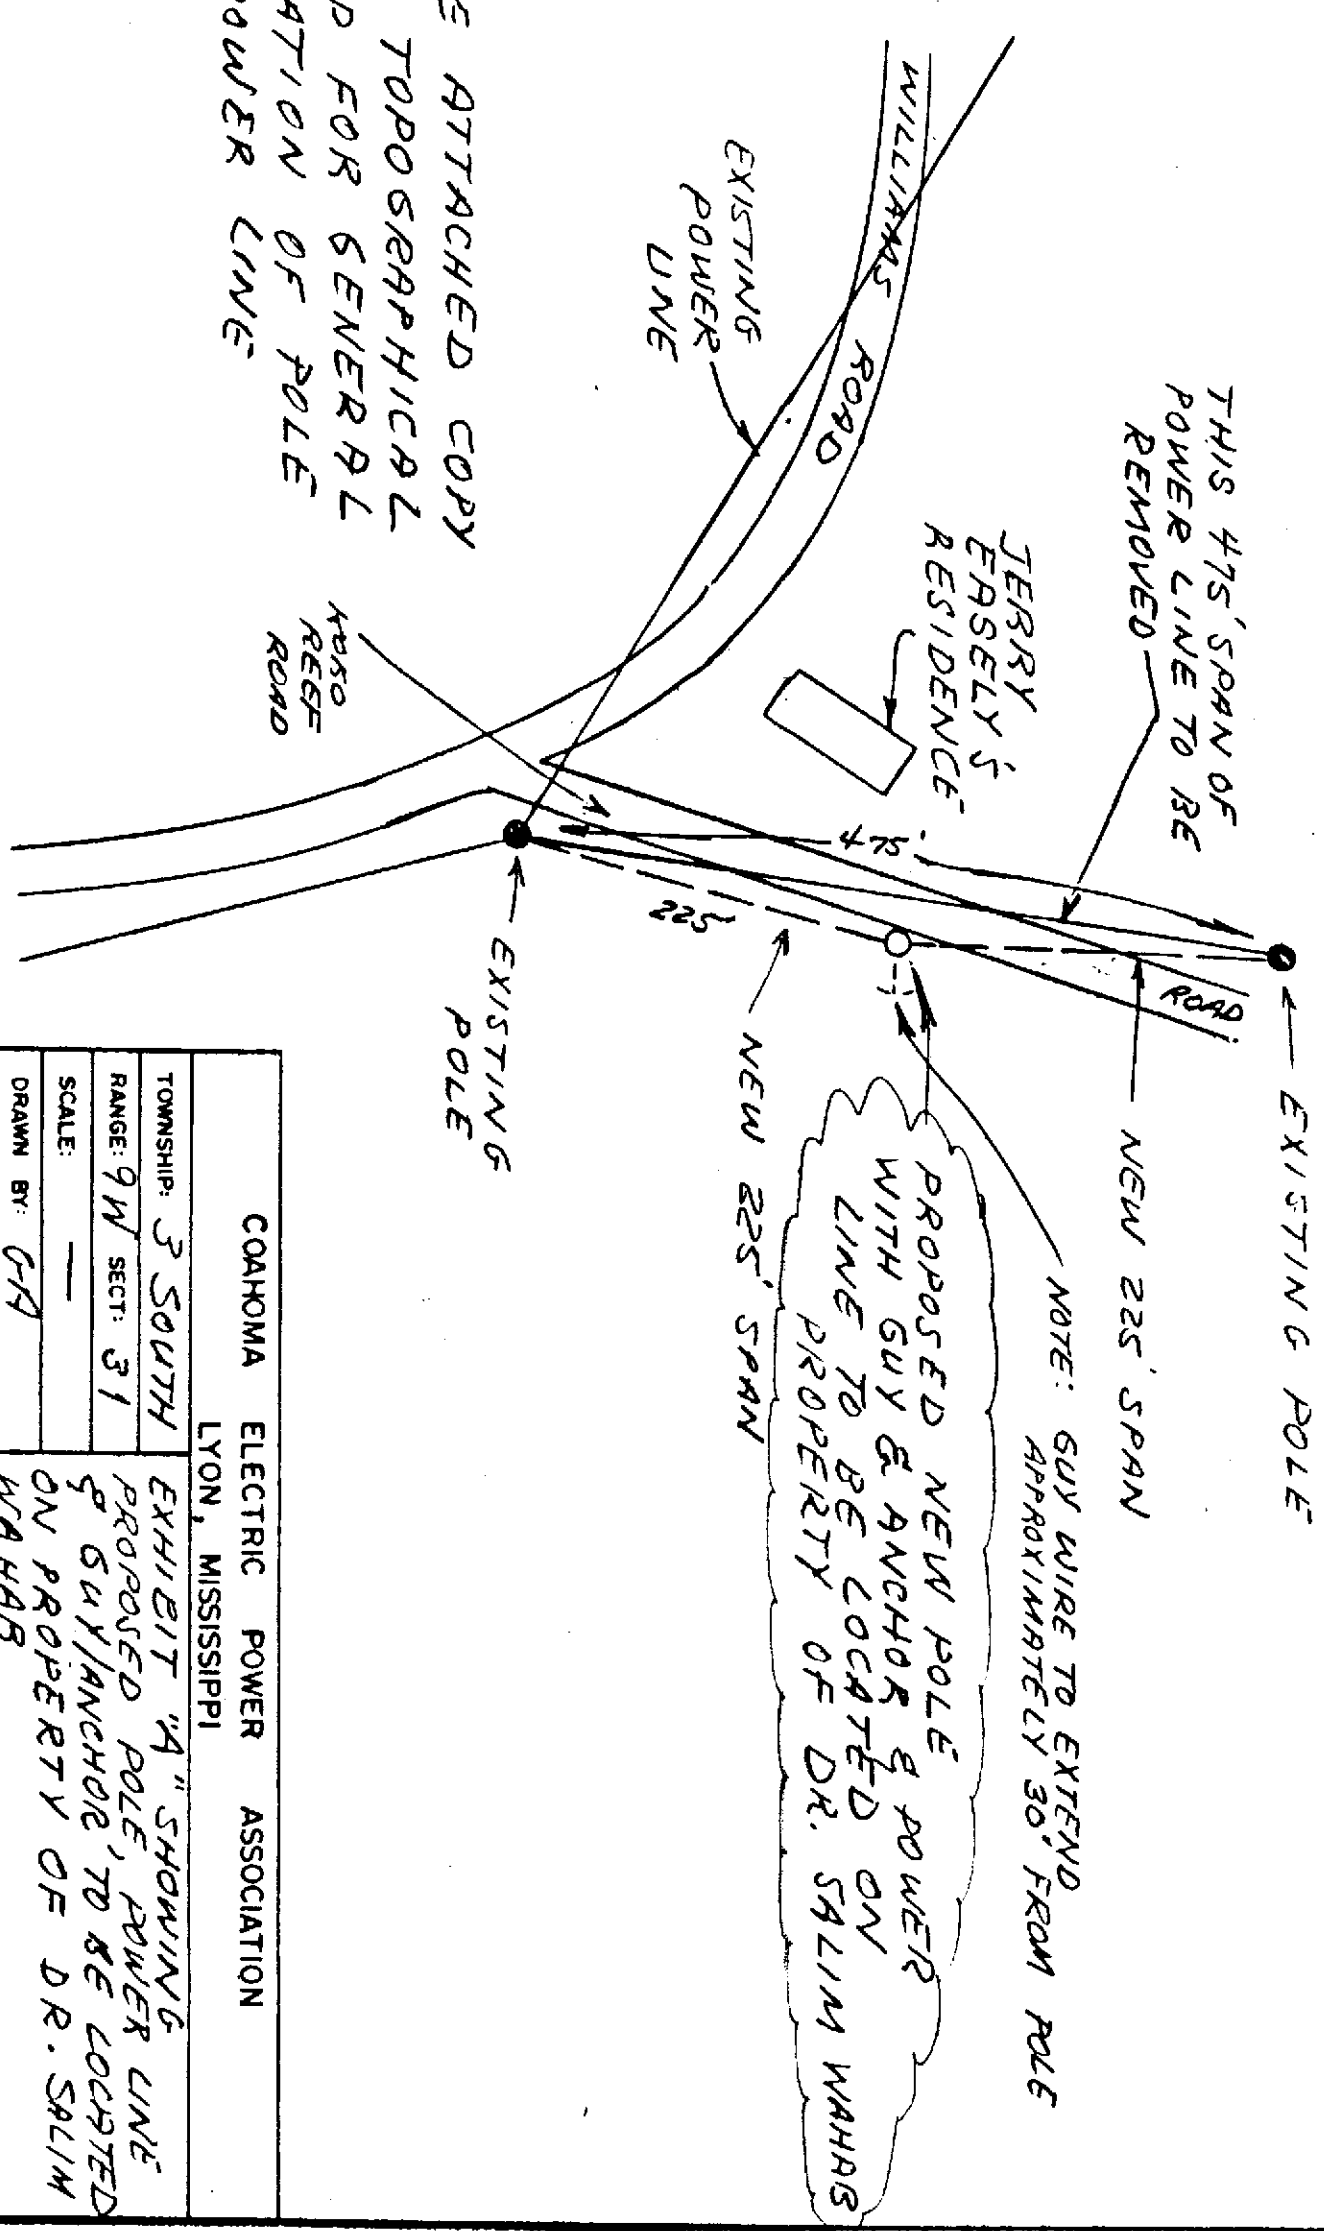 THIS 475' SPAN OF
POWER LINE TO BE
REMOVED
EXISTING POLE
NEW 225' SPAN
NOTE: GUY WIRE TO EXTEND
APPROXIMATELY 30' FROM POLE
WILLIAMS ROAD
ROAD
JERRY
EASELY'S
RESIDENCE
475'
225'
PROPOSED NEW POLE
WITH GUY & ANCHOR & POWER
LINE TO BE LOCATED ON
PROPERTY OF DR. SALIM WAHAB
NEW 225' SPAN
EXISTING
POWER
LINE
EXISTING
POLE
REEF
ROAD
E ATTACHED COPY
TOPOGRAPHICAL
P FOR GENERAL
ATION OF POLE
POWER LINE
COAHOMA ELECTRIC POWER ASSOCIATION
LYON, MISSISSIPPI
TOWNSHIP: 3 SOUTH
RANGE: 9W SECT: 31
SCALE: —
DRAWN BY: GA
EXHIBIT "A" SHOWING
PROPOSED POLE, POWER LINE
& GUY/ANCHOR TO BE LOCATED
ON PROPERTY OF DR. SALIM
WAHAB